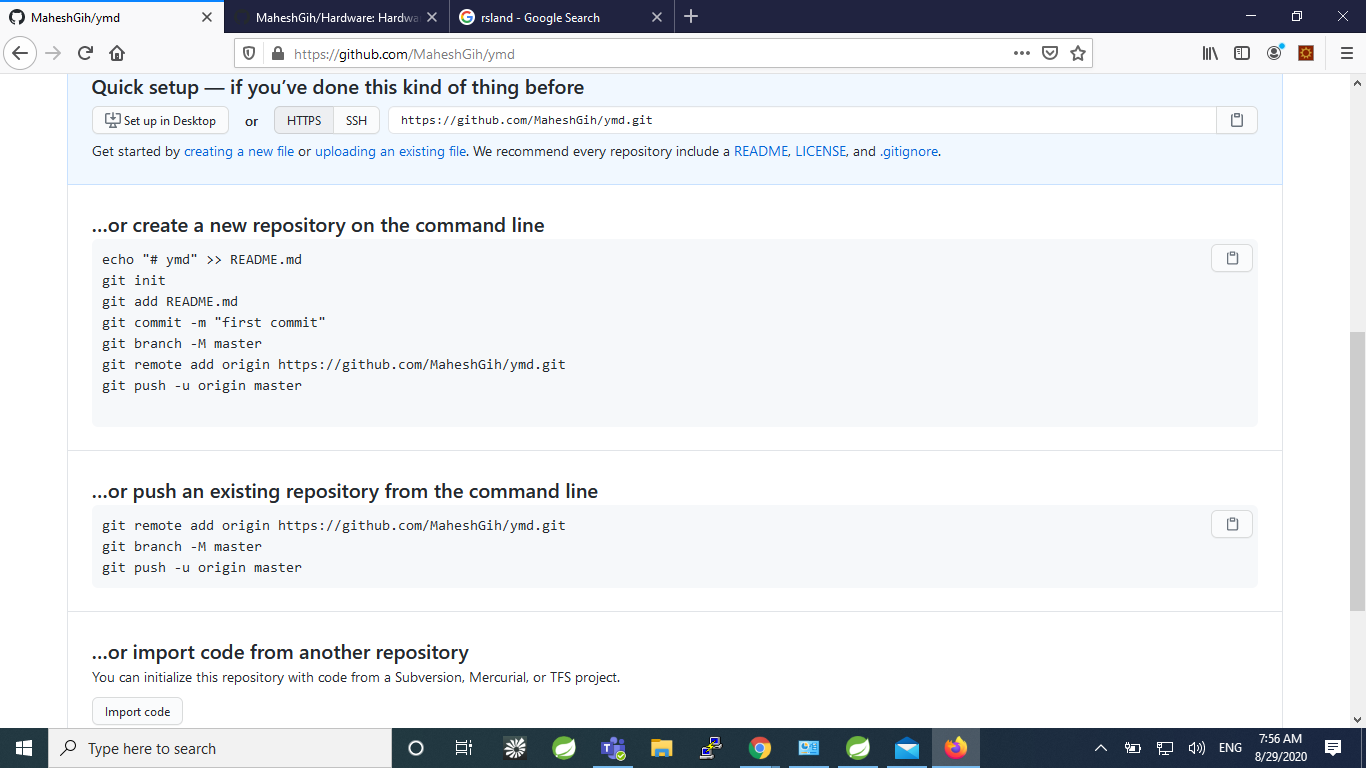 MaheshGih/ymd
MaheshGih/Hardware: Hardwa
rsland - Google Search
https://github.com/MaheshGih/ymd
Quick setup — if you've done this kind of thing before
Set up in Desktop or HTTPS SSH https://github.com/MaheshGih/ymd.git
Get started by creating a new file or uploading an existing file. We recommend every repository include a README, LICENSE, and .gitignore.
...or create a new repository on the command line
echo "# ymd" >> README.md
git init
git add README.md
git commit -m "first commit"
git branch -M master
git remote add origin https://github.com/MaheshGih/ymd.git
git push -u origin master
...or push an existing repository from the command line
git remote add origin https://github.com/MaheshGih/ymd.git
git branch -M master
git push -u origin master
...or import code from another repository
You can initialize this repository with code from a Subversion, Mercurial, or TFS project.
Import code
Type here to search
ENG
7:56 AM
8/29/2020